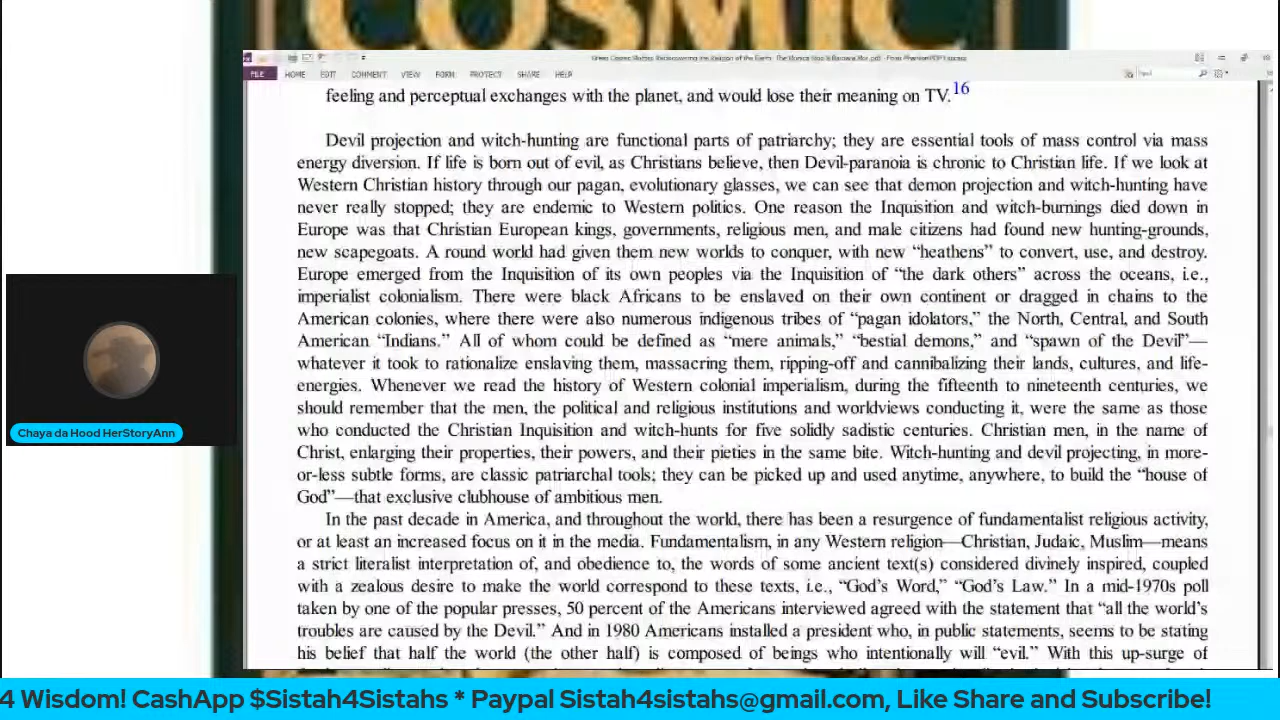 COSMIC
FILE HOME EDIT COMMENT VIEW FORM PROTECT SHARE HELP
feeling and perceptual exchanges with the planet, and would lose their meaning on TV.16
Devil projection and witch-hunting are functional parts of patriarchy; they are essential tools of mass control via mass
energy diversion. If life is born out of evil, as Christians believe, then Devil-paranoia is chronic to Christian life. If we look at
Western Christian history through our pagan, evolutionary glasses, we can see that demon projection and witch-hunting have
never really stopped; they are endemic to Western politics. One reason the Inquisition and witch-burnings died down in
Europe was that Christian European kings, governments, religious men, and male citizens had found new hunting-grounds,
new scapegoats. A round world had given them new worlds to conquer, with new “heathens” to convert, use, and destroy.
Europe emerged from the Inquisition of its own peoples via the Inquisition of “the dark others” across the oceans, i.e.,
imperialist colonialism. There were black Africans to be enslaved on their own continent or dragged in chains to the
American colonies, where there were also numerous indigenous tribes of “pagan idolators,” the North, Central, and South
American “Indians.” All of whom could be defined as “mere animals,” “bestial demons,” and “spawn of the Devil”—
whatever it took to rationalize enslaving them, massacring them, ripping-off and cannibalizing their lands, cultures, and life-
energies. Whenever we read the history of Western colonial imperialism, during the fifteenth to nineteenth centuries, we
should remember that the men, the political and religious institutions and worldviews conducting it, were the same as those
who conducted the Christian Inquisition and witch-hunts for five solidly sadistic centuries. Christian men, in the name of
Christ, enlarging their properties, their powers, and their pieties in the same bite. Witch-hunting and devil projecting, in more-
or-less subtle forms, are classic patriarchal tools; they can be picked up and used anytime, anywhere, to build the “house of
God”—that exclusive clubhouse of ambitious men.
In the past decade in America, and throughout the world, there has been a resurgence of fundamentalist religious activity,
or at least an increased focus on it in the media. Fundamentalism, in any Western religion—Christian, Judaic, Muslim—means
a strict literalist interpretation of, and obedience to, the words of some ancient text(s) considered divinely inspired, coupled
with a zealous desire to make the world correspond to these texts, i.e., “God’s Word,” “God’s Law.” In a mid-1970s poll
taken by one of the popular presses, 50 percent of the Americans interviewed agreed with the statement that “all the world’s
troubles are caused by the Devil.” And in 1980 Americans installed a president who, in public statements, seems to be stating
his belief that half the world (the other half) is composed of beings who intentionally will “evil.” With this up-surge of
Chaya da Hood HerStoryAnn
4 Wisdom! CashApp $Sistah4Sistahs * Paypal Sistah4sistahs@gmail.com, Like Share and Subscribe!